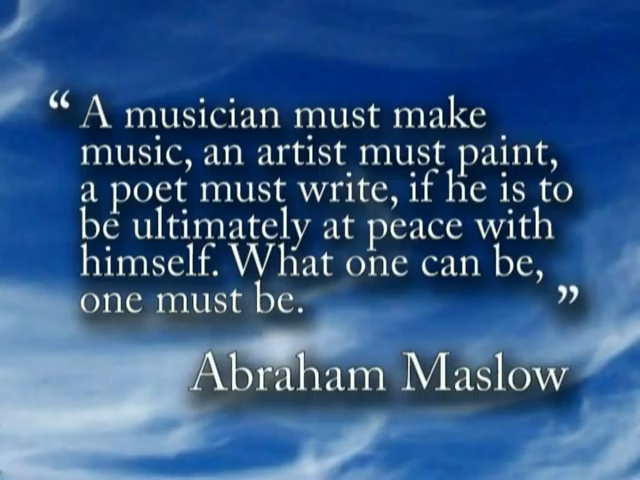 “ A musician must make
music, an artist must paint,
a poet must write, if he is to
be ultimately at peace with
himself. What one can be,
one must be. ”
Abraham Maslow